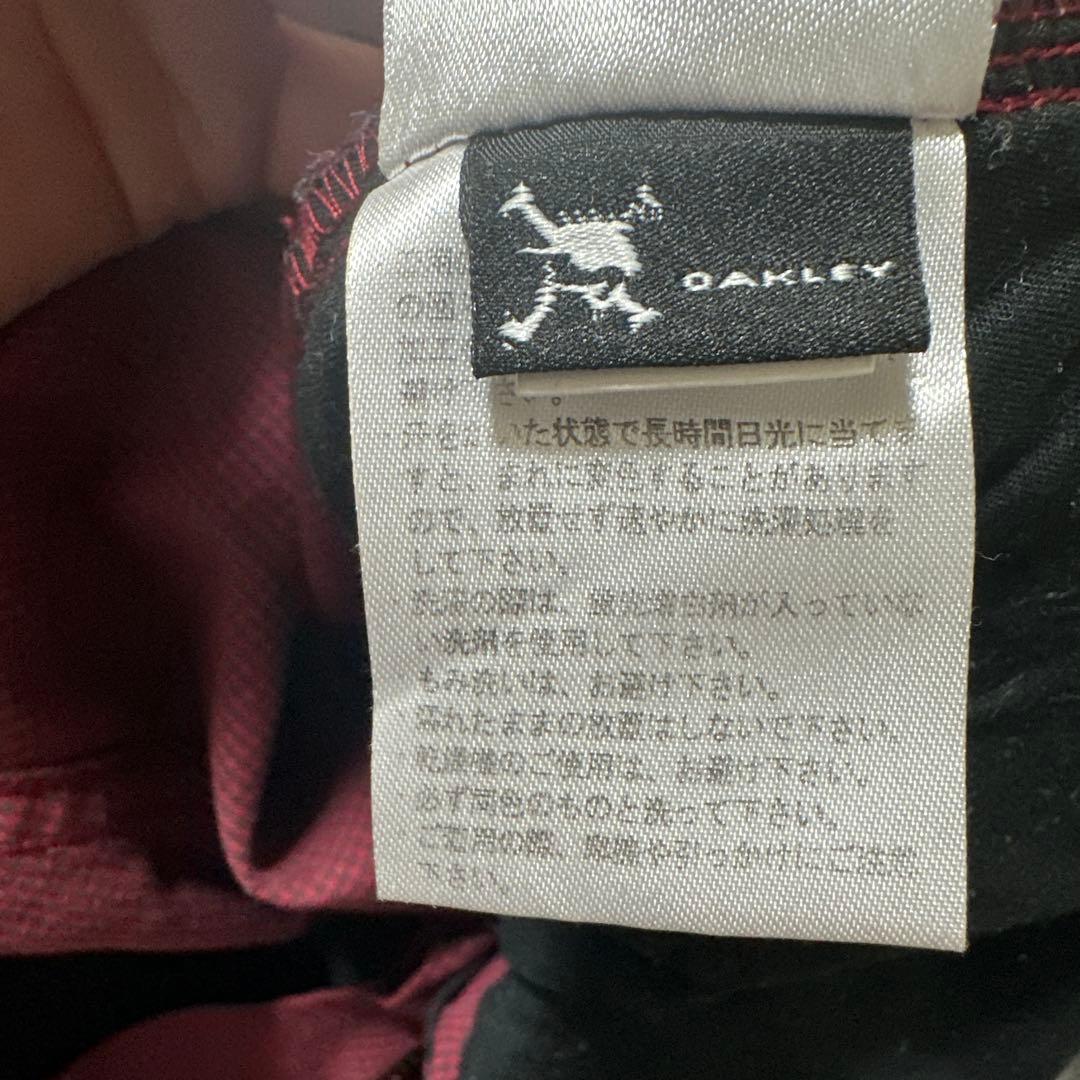 OAKLEY
さい。
いた状態で長時間日光に当てま
すと、まれに変色することがあります
ので、放置せず速やかに洗濯処理を
して下さい。
洗濯の際は、蛍光増白剤が入っていな
い洗剤を使用して下さい。
もみ洗いは、お避け下さい。
濡れたままの放置はしないで下さい。
乾燥機のご使用は、お避け下さい。
必ず同色のものと洗って下さい。
ご着用の際、摩擦や引っかけにご注意
下さい。